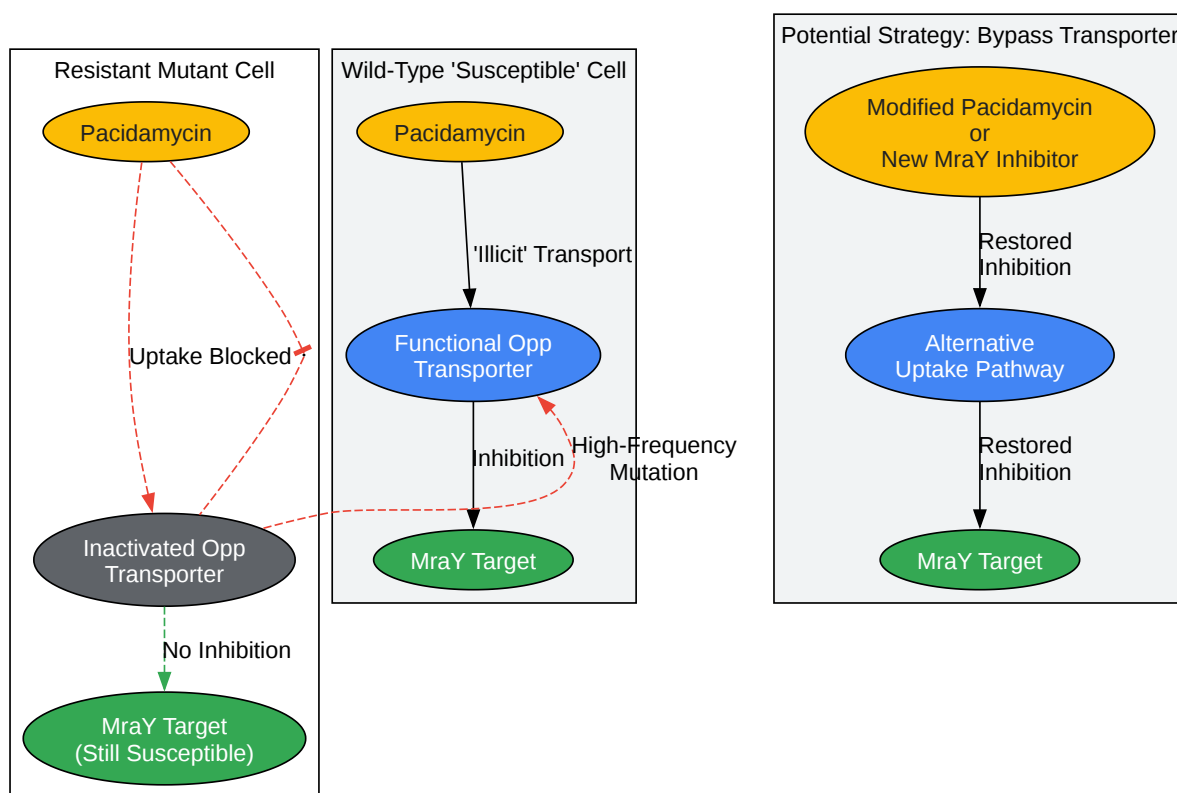 Resistant Mutant Cell
Pacidamycin
Uptake Blocked
Inactivated Opp
Transporter
No Inhibition
MraY Target
(Still Susceptible)
Wild-Type 'Susceptible' Cell
Pacidamycin
'Illicit' Transport
Functional Opp
Transporter
Inhibition
High-Frequency
Mutation
MraY Target
Potential Strategy: Bypass Transporter
Modified Pacidamycin
or
New MraY Inhibitor
Restored
Inhibition
Alternative
Uptake Pathway
Restored
Inhibition
MraY Target